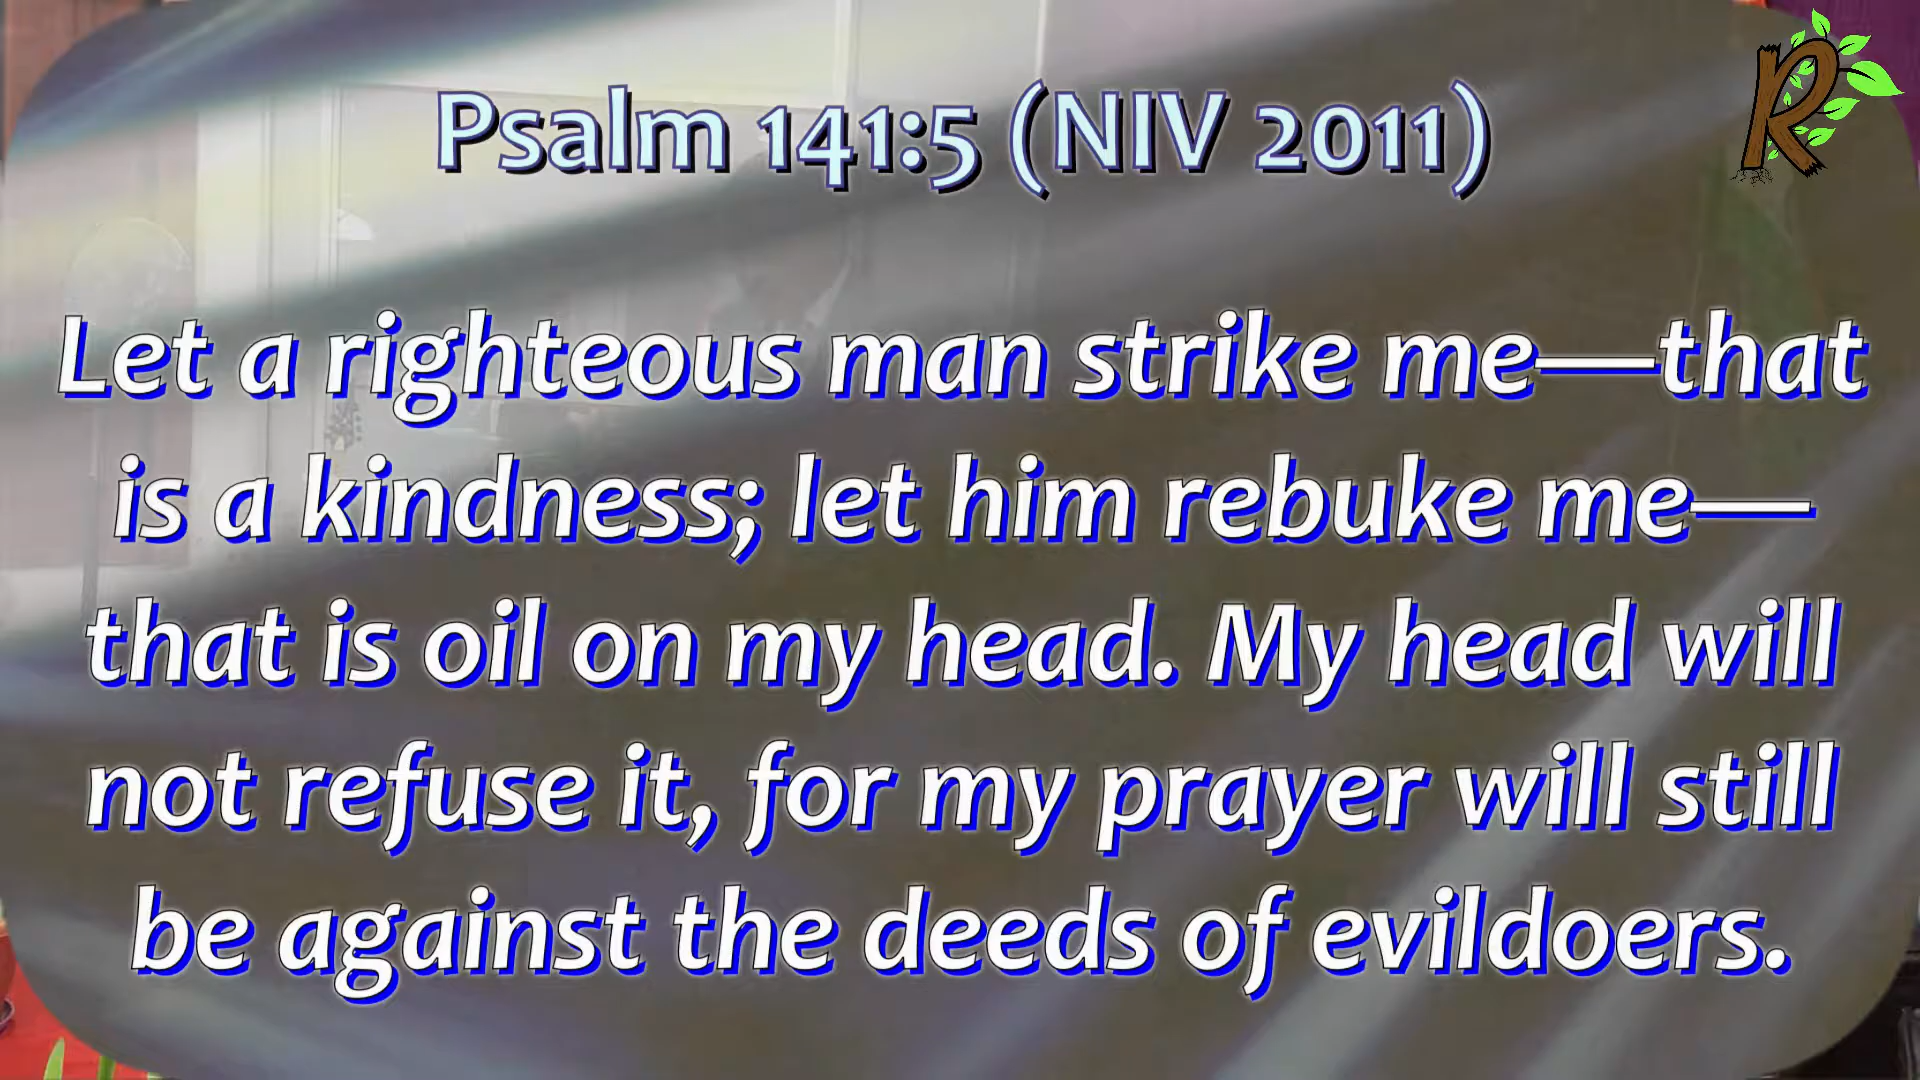 R
Psalm 141:5 (NIV 2011)
Let a righteous man strike me—that
is a kindness; let him rebuke me—
that is oil on my head. My head will
not refuse it, for my prayer will still
be against the deeds of evildoers.